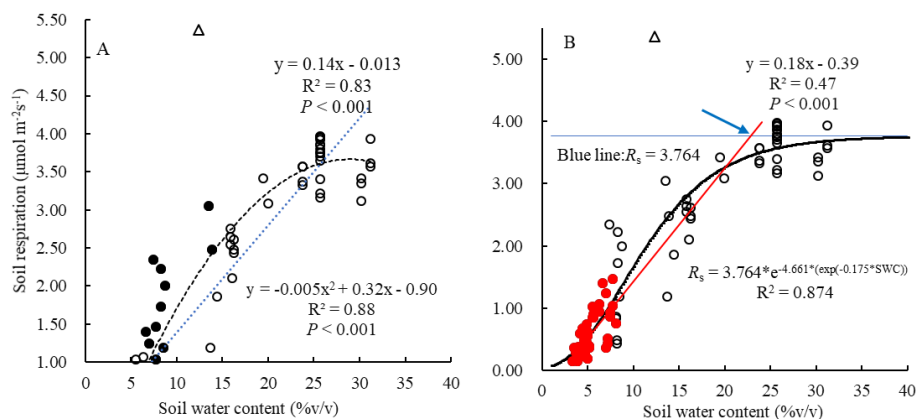 A
y = 0.14x - 0.013
R² = 0.83
P < 0.001
y = -0.005x² + 0.32x - 0.90
R² = 0.88
P < 0.001
5.50
5.00
4.50
4.00
3.50
3.00
2.50
2.00
1.50
1.00
0 5 10 15 20 25 30 35 40
Soil water content (%v/v)
Soil respiration (μmol m⁻²s⁻¹)
B
y = 0.18x - 0.39
R² = 0.47
P < 0.001
Blue line:Rₛ = 3.764
Rₛ = 3.764*e^-4.661*(exp(-0.175*SWC))
R² = 0.874
5.00
4.00
3.00
2.00
1.00
0.00
0 5 10 15 20 25 30 35 40
Soil water content (%v/v)